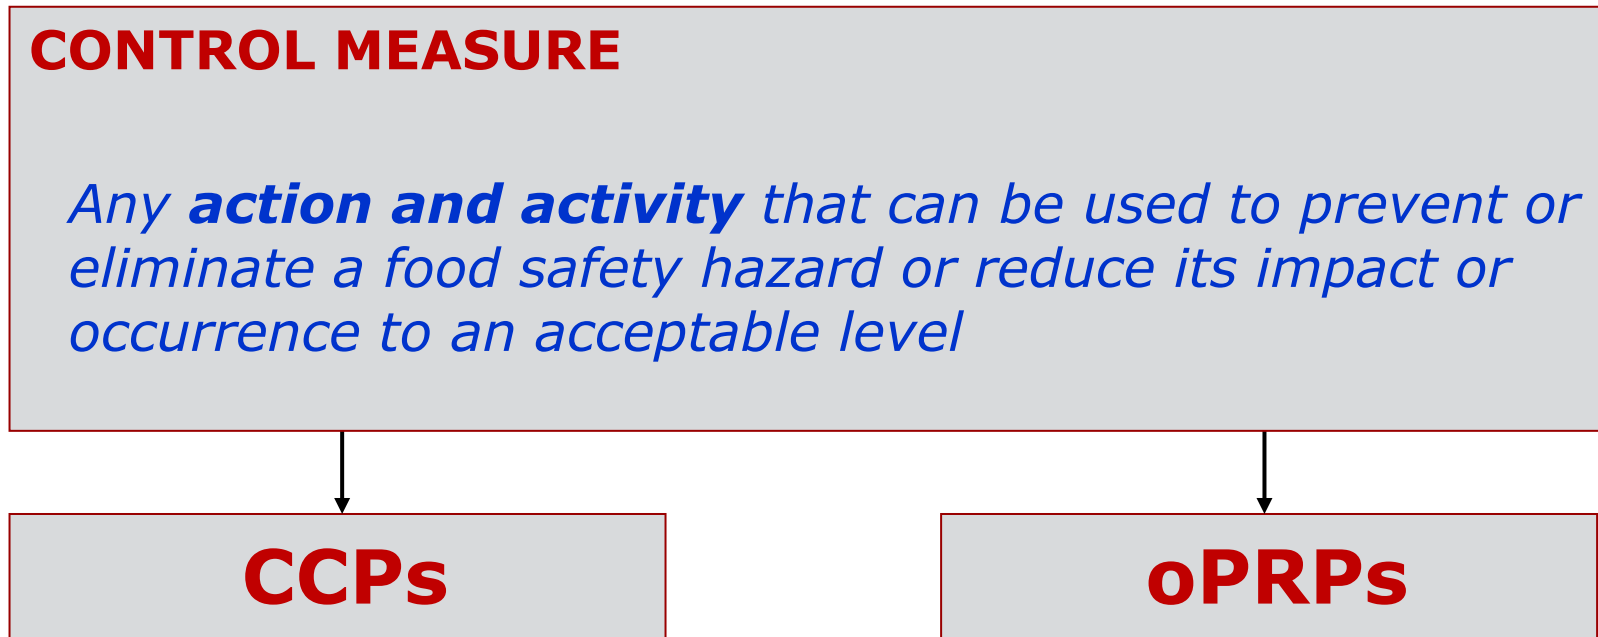 CONTROL MEASURE
Any action and activity that can be used to prevent or
eliminate a food safety hazard or reduce its impact or
occurrence to an acceptable level
CCPs
oPRPs